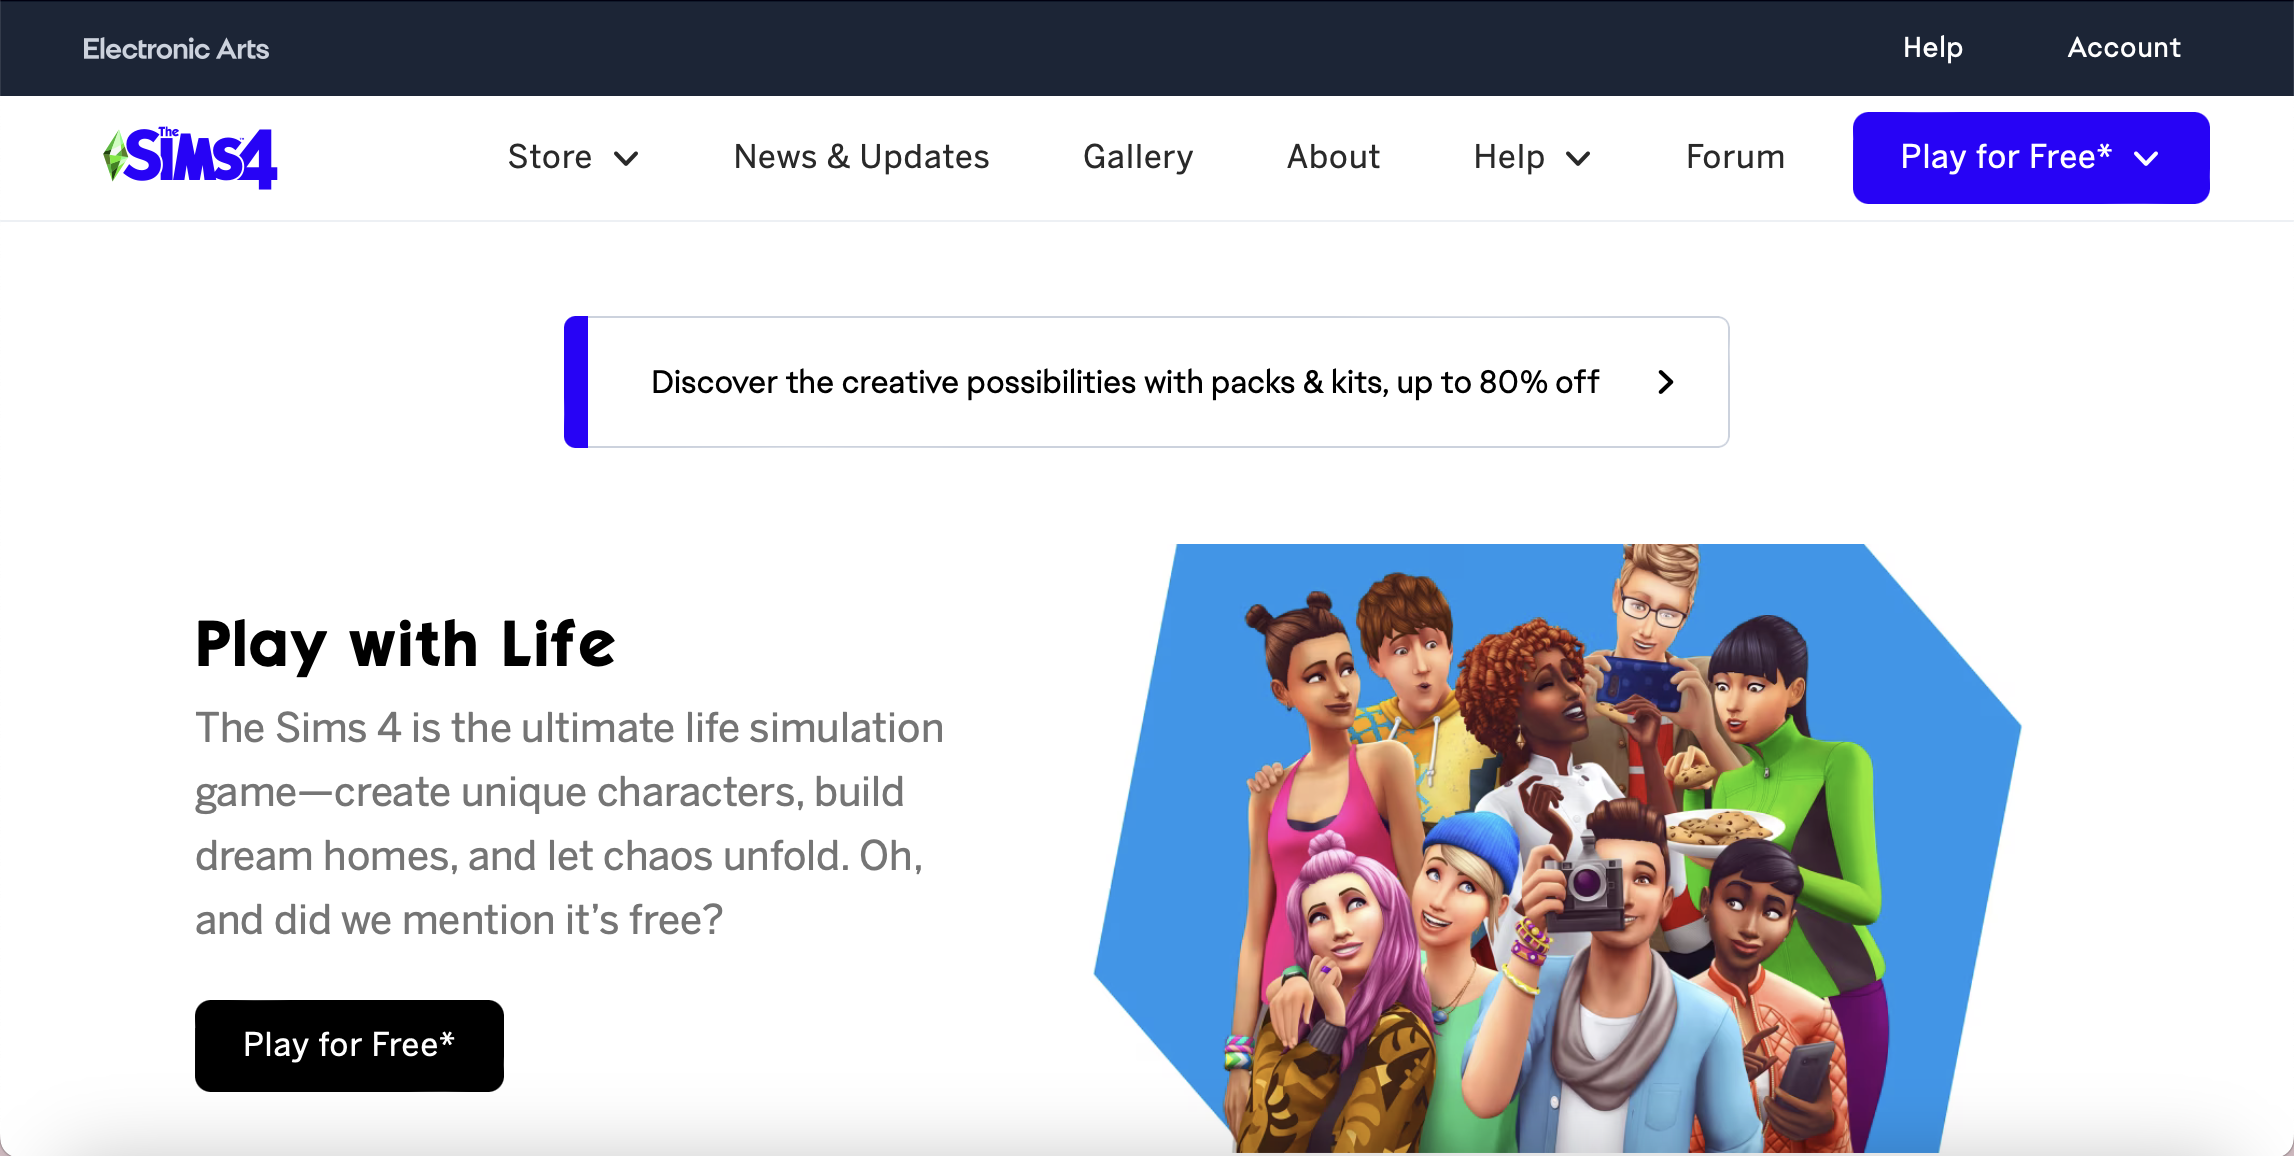 Electronic Arts
Help
Account
The Sims 4
Store
News & Updates
Gallery
About
Help
Forum
Play for Free*
Discover the creative possibilities with packs & kits, up to 80% off
Play with Life
The Sims 4 is the ultimate life simulation
game—create unique characters, build
dream homes, and let chaos unfold. Oh,
and did we mention it’s free?
Play for Free*